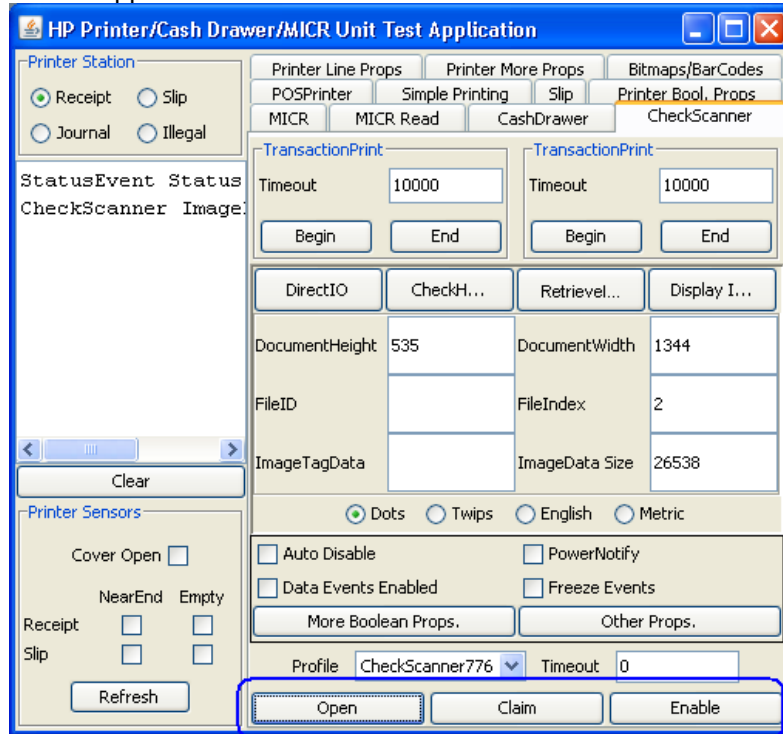 HP Printer/Cash Drawer/MICR Unit Test Application
Printer Station
Receipt Slip
Journal Illegal
StatusEvent Status
CheckScanner Image
Clear
Printer Sensors
Cover Open
NearEnd Empty
Receipt
Slip
Refresh
Printer Line Props Printer More Props Bitmaps/BarCodes
POSPrinter Simple Printing Slip Printer Bool. Props
MICR MICR Read CashDrawer CheckScanner
TransactionPrint TransactionPrint
Timeout 10000 Timeout 10000
Begin End Begin End
DirectIO CheckH... Retrievel... Display I...
DocumentHeight 535 DocumentWidth 1344
FileID FileIndex 2
ImageTagData ImageData Size 26538
Dots Twips English Metric
Auto Disable PowerNotify
Data Events Enabled Freeze Events
More Boolean Props. Other Props.
Profile CheckScanner776 Timeout 0
Open Claim Enable